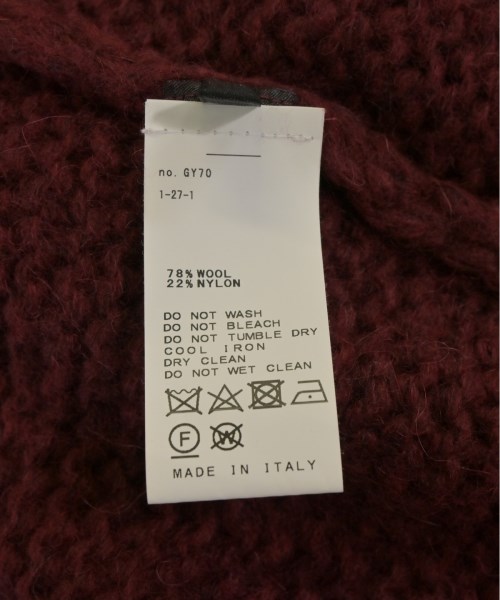 no. GY70
1-27-1
78% WOOL
22% NYLON
DO NOT WASH
DO NOT BLEACH
DO NOT TUMBLE DRY
COOL IRON
DRY CLEAN
DO NOT WET CLEAN
F W
MADE IN ITALY